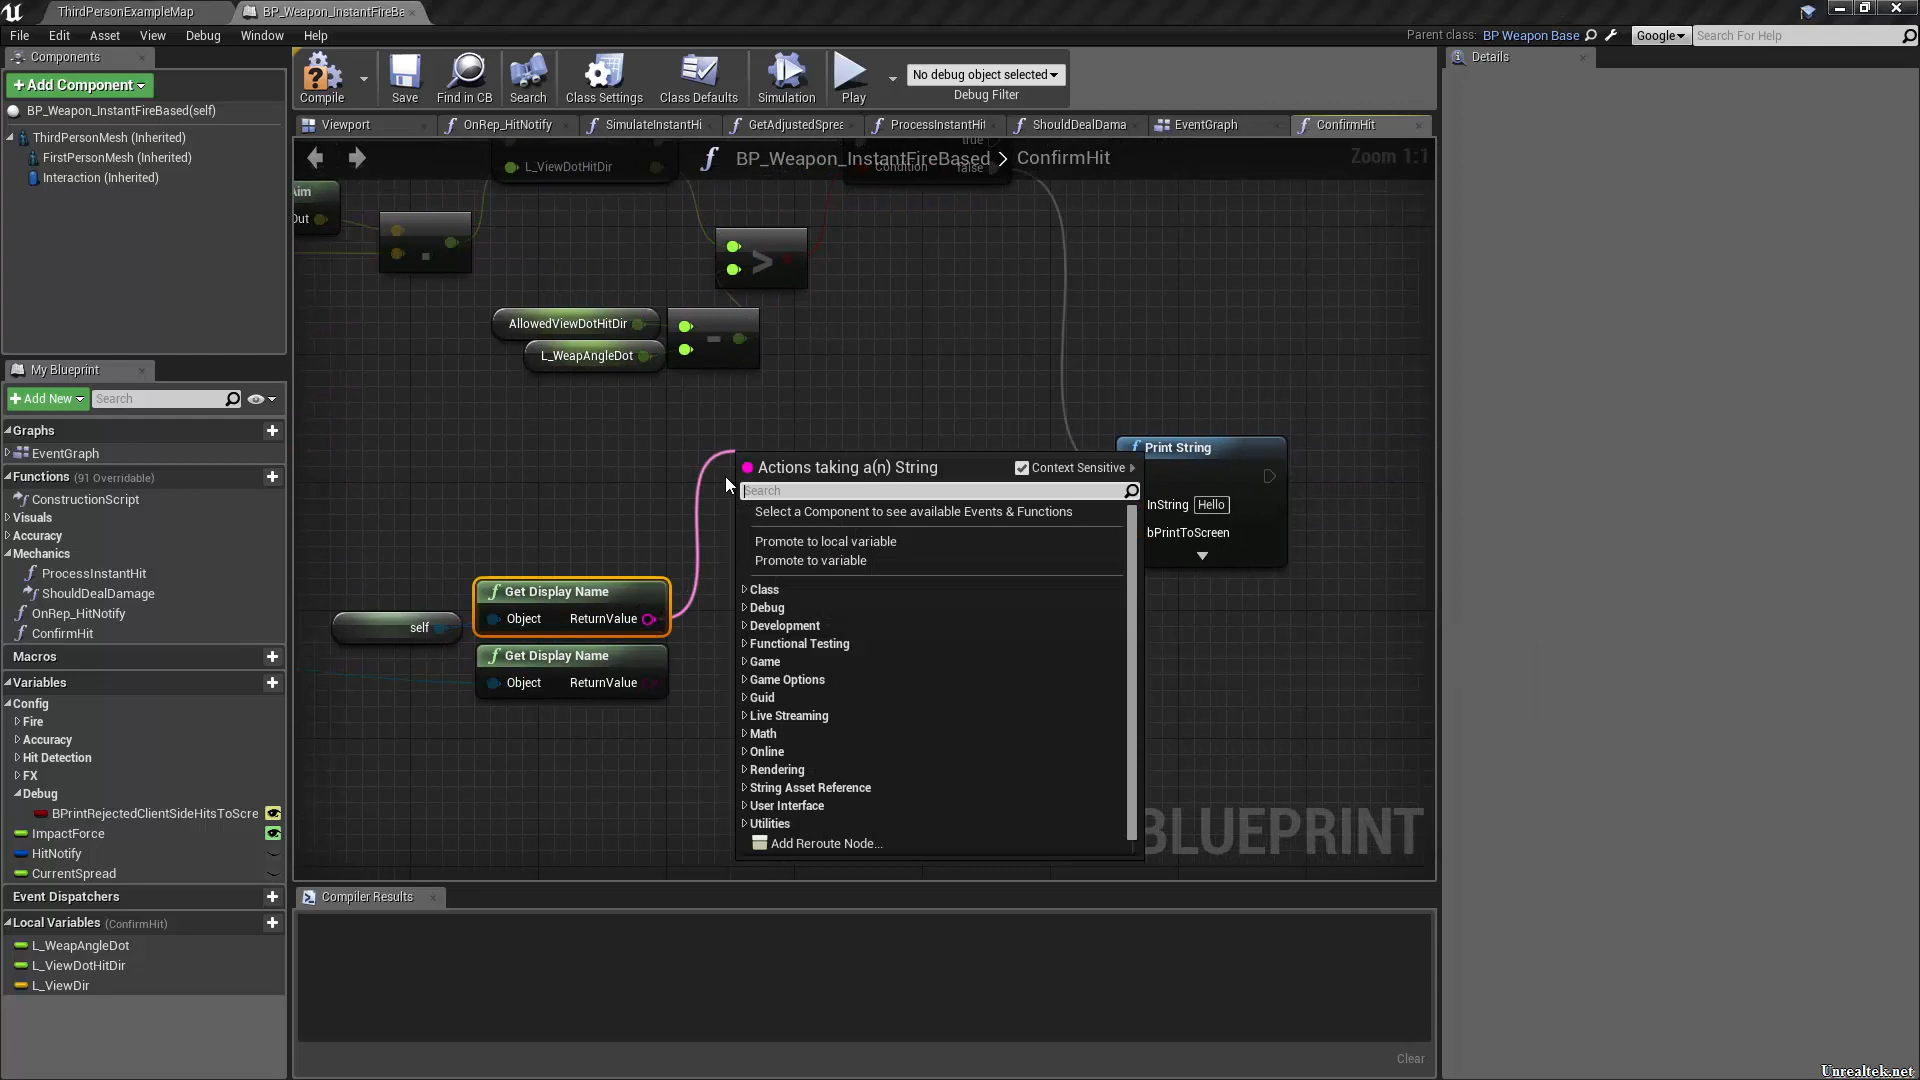 ThirdPersonExampleMap
BP_Weapon_InstantFireBa
File Edit Asset View Debug Window Help
Parent class: BP Weapon Base
Google
Search For Help
Components
+Add Component
BP_Weapon_InstantFireBased(self)
ThirdPersonMesh (Inherited)
FirstPersonMesh (Inherited)
Interaction (Inherited)
Compile
Save
Find in CB
Search
Class Settings
Class Defaults
Simulation
Play
No debug object selected
Debug Filter
Details
Viewport
OnRep_HitNotify
SimulateInstantHi
GetAdjustedSprea
ProcessInstantHit
ShouldDealDama
EventGraph
ConfirmHit
BP_Weapon_InstantFireBased > ConfirmHit
Zoom 1:1
L_ViewDotHitDir
true
Condition false
Aim
Out
>
AllowedViewDotHitDir
L_WeapAngleDot
-
Print String
InString Hello
bPrintToScreen
Get Display Name
Object ReturnValue
self
Get Display Name
Object ReturnValue
Actions taking a(n) String
Context Sensitive
Search
Select a Component to see available Events & Functions
Promote to local variable
Promote to variable
Class
Debug
Development
Functional Testing
Game
Game Options
Guid
Live Streaming
Math
Online
Rendering
String Asset Reference
User Interface
Utilities
Add Reroute Node...
BLUEPRINT
My Blueprint
+Add New
Search
Graphs
EventGraph
Functions (91 Overridable)
ConstructionScript
Visuals
Accuracy
Mechanics
ProcessInstantHit
ShouldDealDamage
OnRep_HitNotify
ConfirmHit
Macros
Variables
Config
Fire
Accuracy
Hit Detection
FX
Debug
BPrintRejectedClientSideHitsToScre
ImpactForce
HitNotify
CurrentSpread
Event Dispatchers
Local Variables (ConfirmHit)
L_WeapAngleDot
L_ViewDotHitDir
L_ViewDir
Compiler Results
Clear
Unrealtek.net